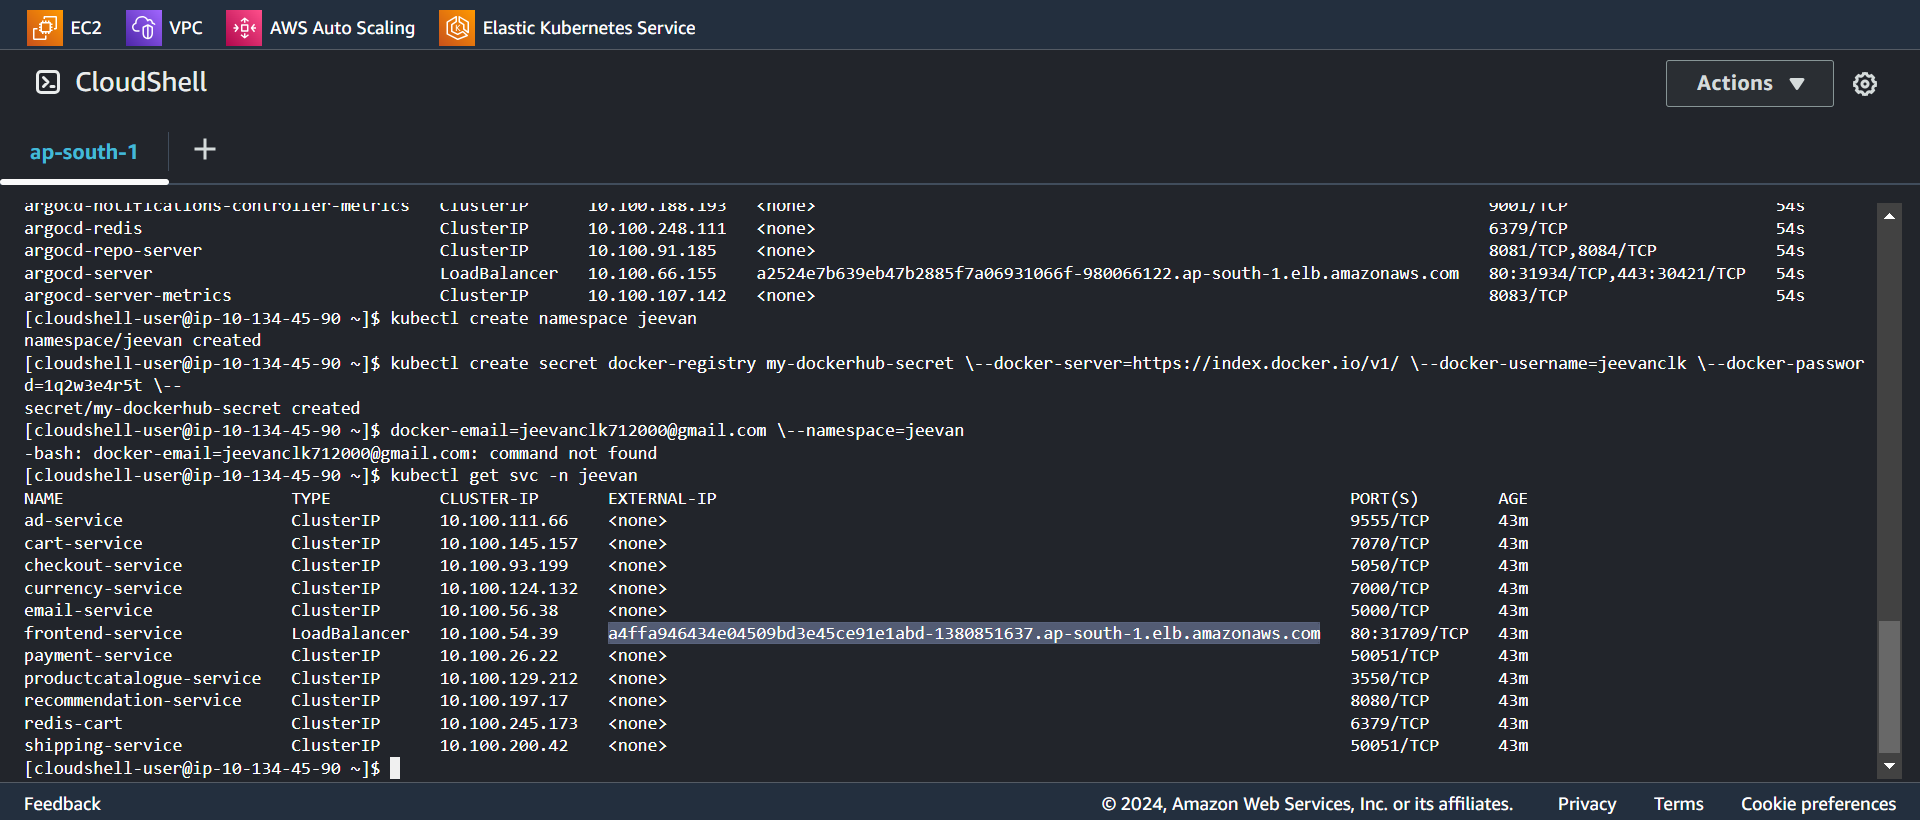 EC2 VPC AWS Auto Scaling Elastic Kubernetes Service
CloudShell Actions
ap-south-1
argocd-notifications-controller-metrics ClusterIP 10.100.188.193 <none> 9001/TCP 54s
argocd-redis ClusterIP 10.100.248.111 <none> 6379/TCP 54s
argocd-repo-server ClusterIP 10.100.91.185 <none> 8081/TCP,8084/TCP 54s
argocd-server LoadBalancer 10.100.66.155 a2524e7b639eb47b2885f7a06931066f-980066122.ap-south-1.elb.amazonaws.com 80:31934/TCP,443:30421/TCP 54s
argocd-server-metrics ClusterIP 10.100.107.142 <none> 8083/TCP 54s
[cloudshell-user@ip-10-134-45-90 ~]$ kubectl create namespace jeevan
namespace/jeevan created
[cloudshell-user@ip-10-134-45-90 ~]$ kubectl create secret docker-registry my-dockerhub-secret \--docker-server=https://index.docker.io/v1/ \--docker-username=jeevanclk \--docker-passwor
d=1q2w3e4r5t \--
secret/my-dockerhub-secret created
[cloudshell-user@ip-10-134-45-90 ~]$ docker-email=jeevanclk712000@gmail.com \--namespace=jeevan
-bash: docker-email=jeevanclk712000@gmail.com: command not found
[cloudshell-user@ip-10-134-45-90 ~]$ kubectl get svc -n jeevan
NAME TYPE CLUSTER-IP EXTERNAL-IP PORT(S) AGE
ad-service ClusterIP 10.100.111.66 <none> 9555/TCP 43m
cart-service ClusterIP 10.100.145.157 <none> 7070/TCP 43m
checkout-service ClusterIP 10.100.93.199 <none> 5050/TCP 43m
currency-service ClusterIP 10.100.124.132 <none> 7000/TCP 43m
email-service ClusterIP 10.100.56.38 <none> 5000/TCP 43m
frontend-service LoadBalancer 10.100.54.39 a4ffa946434e04509bd3e45ce91e1abd-1380851637.ap-south-1.elb.amazonaws.com 80:31709/TCP 43m
payment-service ClusterIP 10.100.26.22 <none> 50051/TCP 43m
productcatalogue-service ClusterIP 10.100.129.212 <none> 3550/TCP 43m
recommendation-service ClusterIP 10.100.197.17 <none> 8080/TCP 43m
redis-cart ClusterIP 10.100.245.173 <none> 6379/TCP 43m
shipping-service ClusterIP 10.100.200.42 <none> 50051/TCP 43m
[cloudshell-user@ip-10-134-45-90 ~]$
Feedback © 2024, Amazon Web Services, Inc. or its affiliates. Privacy Terms Cookie preferences